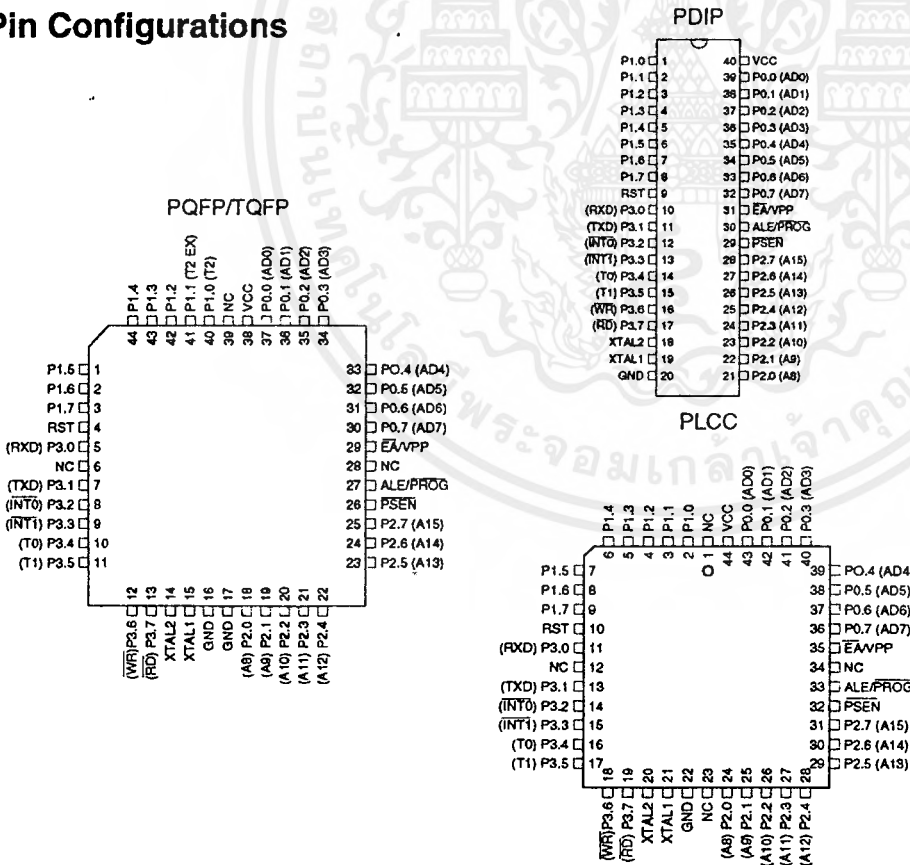 Pin Configurations
PDIP
P1.0 1 40 VCC
P1.1 2 39 P0.0 (AD0)
P1.2 3 38 P0.1 (AD1)
P1.3 4 37 P0.2 (AD2)
P1.4 5 36 P0.3 (AD3)
P1.5 6 35 P0.4 (AD4)
P1.6 7 34 P0.5 (AD5)
P1.7 8 33 P0.6 (AD6)
RST 9 32 P0.7 (AD7)
(RXD) P3.0 10 31 EA/VPP
(TXD) P3.1 11 30 ALE/PROG
(INT0) P3.2 12 29 PSEN
(INT1) P3.3 13 28 P2.7 (A15)
(T0) P3.4 14 27 P2.6 (A14)
(T1) P3.5 15 26 P2.5 (A13)
(WR) P3.6 16 25 P2.4 (A12)
(RD) P3.7 17 24 P2.3 (A11)
XTAL2 18 23 P2.2 (A10)
XTAL1 19 22 P2.1 (A9)
GND 20 21 P2.0 (A8)
PQFP/TQFP
44 P1.4
43 P1.3
42 P1.2
41 P1.1 (T2 EX)
40 P1.0 (T2)
39 NC
38 VCC
37 P0.0 (AD0)
36 P0.1 (AD1)
35 P0.2 (AD2)
34 P0.3 (AD3)
P1.5 1 33 PO.4 (AD4)
P1.6 2 32 P0.5 (AD5)
P1.7 3 31 P0.6 (AD6)
RST 4 30 P0.7 (AD7)
(RXD) P3.0 5 29 EA/VPP
NC 6 28 NC
(TXD) P3.1 7 27 ALE/PROG
(INT0) P3.2 8 26 PSEN
(INT1) P3.3 9 25 P2.7 (A15)
(T0) P3.4 10 24 P2.6 (A14)
(T1) P3.5 11 23 P2.5 (A13)
12 (WR)P3.6
13 (RD) P3.7
14 XTAL2
15 XTAL1
16 GND
17 GND
18 (A8) P2.0
19 (A9) P2.1
20 (A10) P2.2
21 (A11) P2.3
22 (A12) P2.4
PLCC
6 P1.4
5 P1.3
4 P1.2
3 P1.1
2 P1.0
1 NC
44 VCC
43 P0.0 (AD0)
42 P0.1 (AD1)
41 P0.2 (AD2)
40 P0.3 (AD3)
P1.5 7 39 PO.4 (AD4
P1.6 8 38 P0.5 (AD5)
P1.7 9 37 P0.6 (AD6)
RST 10 36 P0.7 (AD7)
(RXD) P3.0 11 35 EA/VPP
NC 12 34 NC
(TXD) P3.1 13 33 ALE/PROG
(INT0) P3.2 14 32 PSEN
(INT1) P3.3 15 31 P2.7 (A15)
(T0) P3.4 16 30 P2.6 (A14)
(T1) P3.5 17 29 P2.5 (A13)
18 (WR)P3.6
19 (RD) P3.7
20 XTAL2
21 XTAL1
22 GND
23 NC
24 (A8) P2.0
25 (A9) P2.1
26 (A10) P2.2
27 (A11) P2.3
28 (A12) P2.4